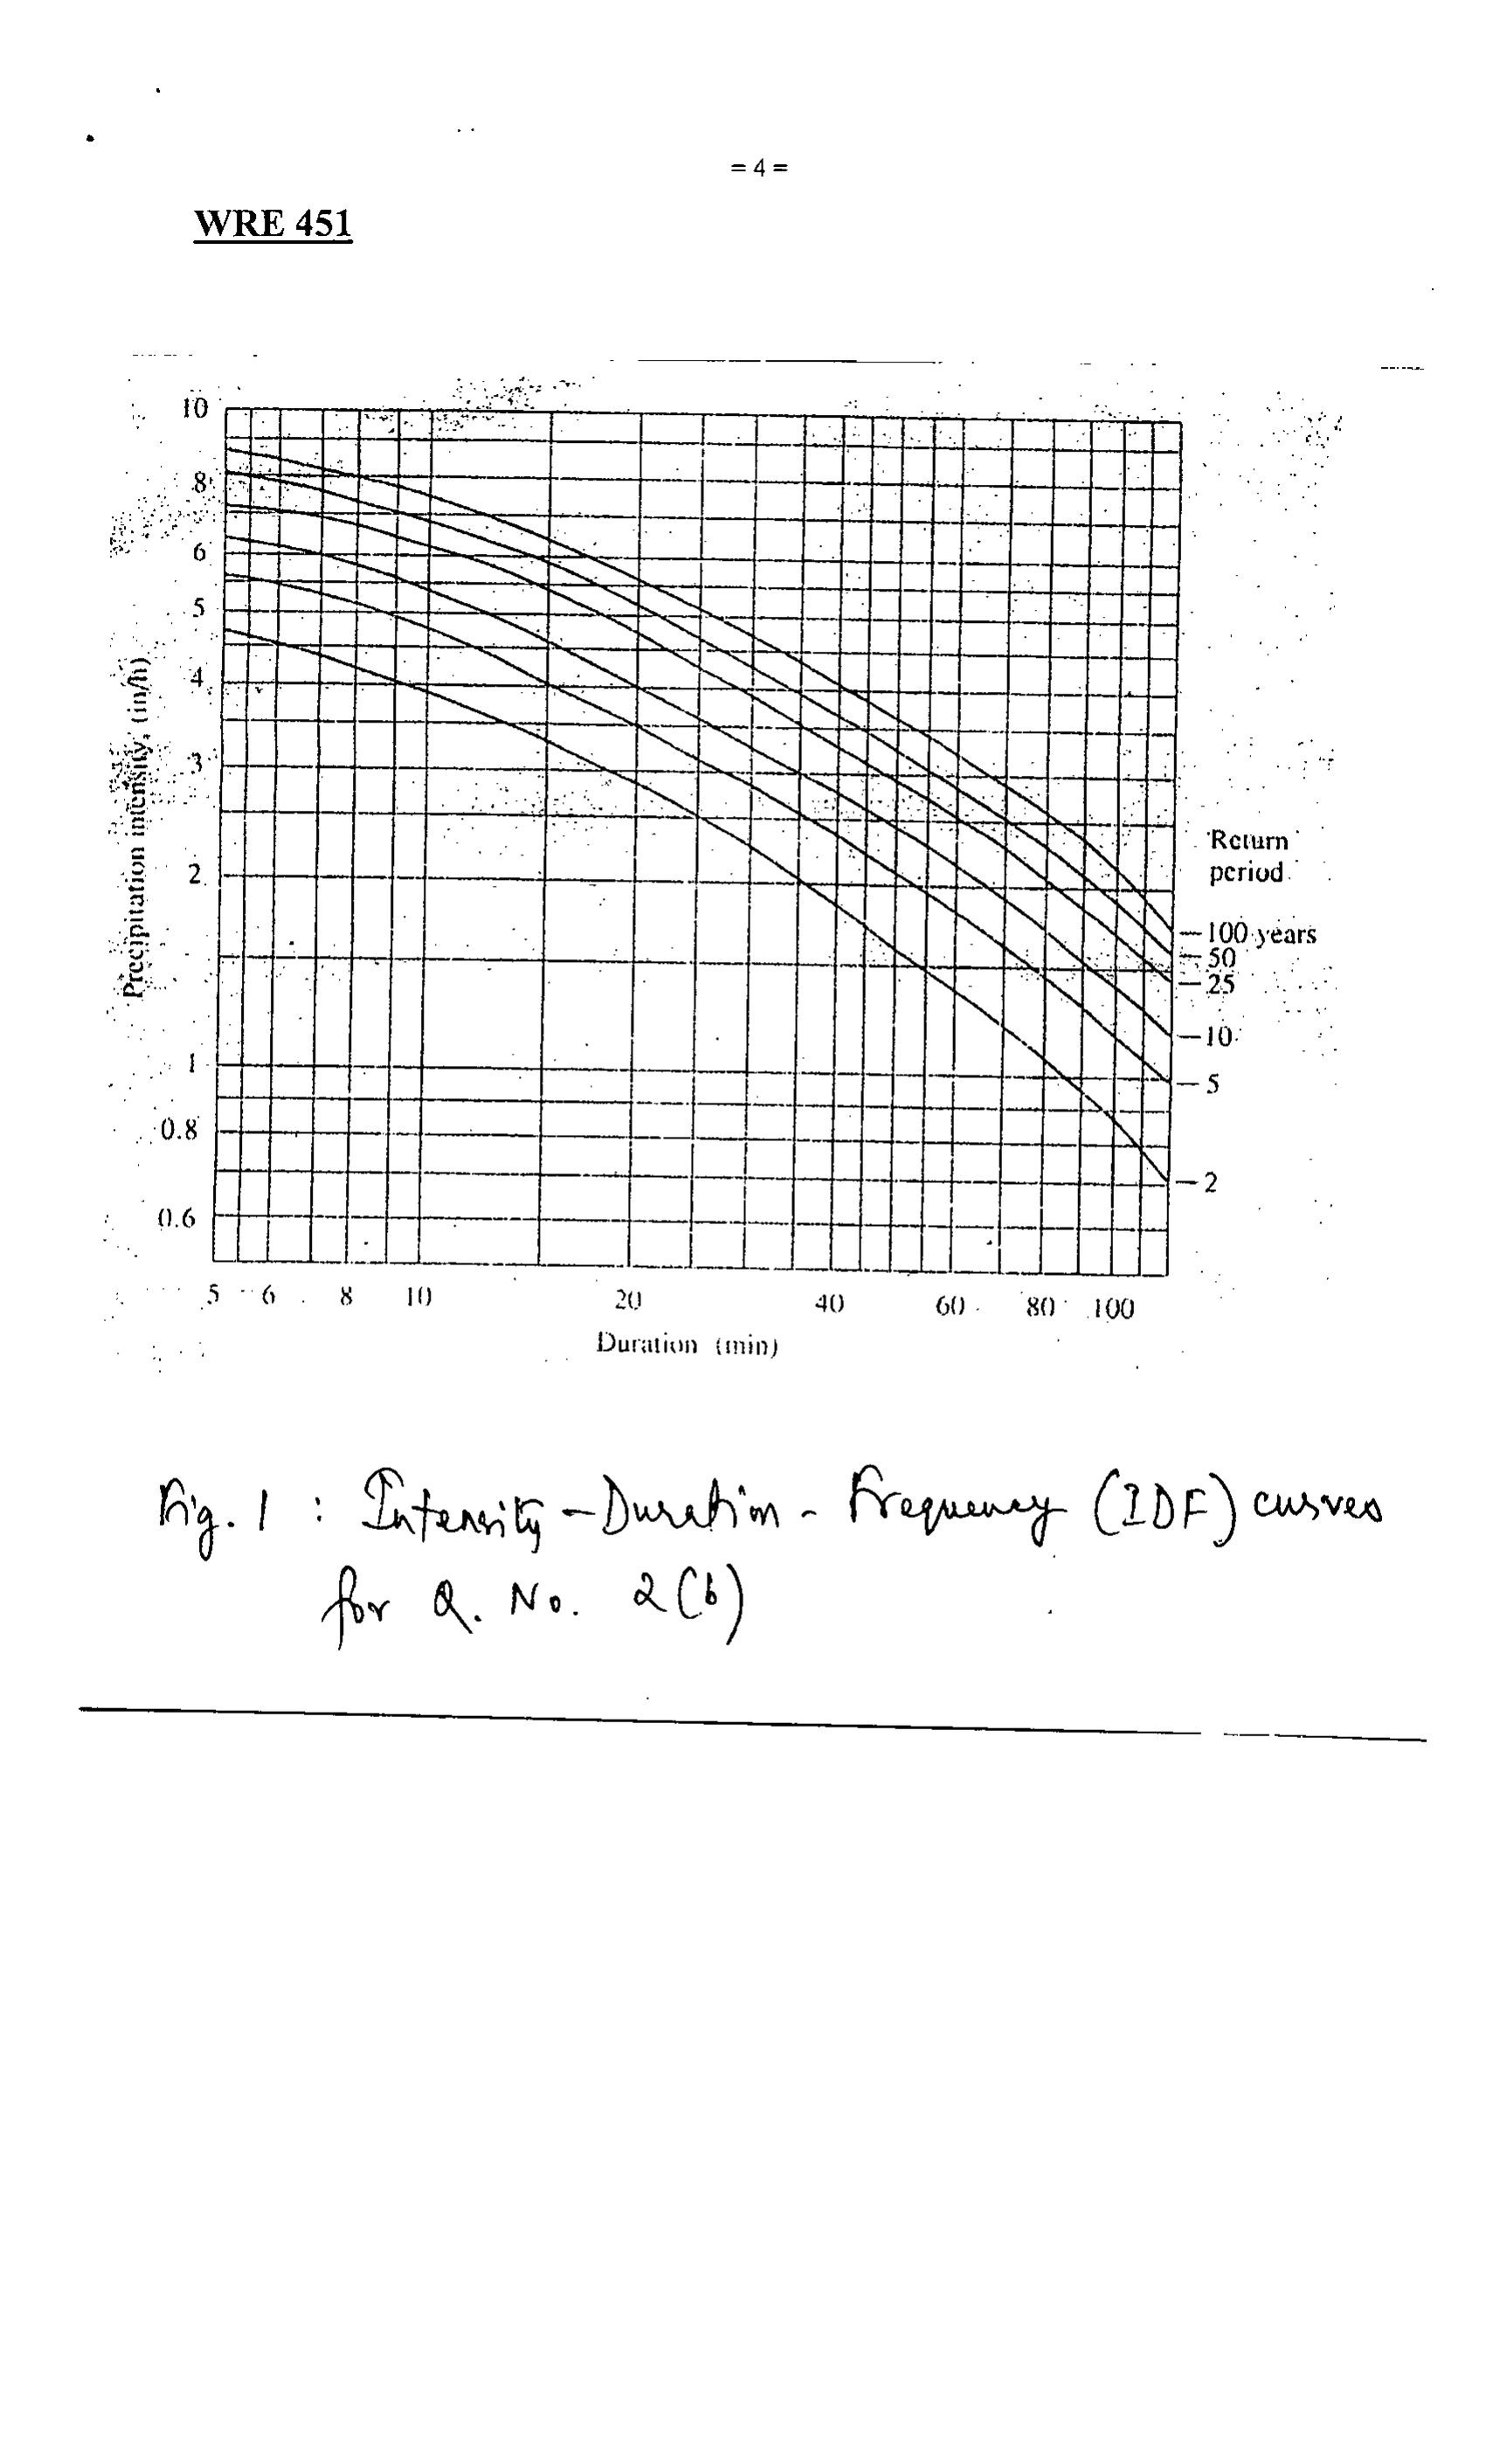 = 4 =
WRE 451
10
8
6
5
4
3
2
1
0.8
0.6
Precipitation intensity, (in/h)
Return
period
100 years
50
25
10
5
2
5 6 8 10 20 40 60 80 100
Duration (min)
Fig. 1 : Intensity - Duration - Frequency (IDF) curves
for Q. No. 2(b)